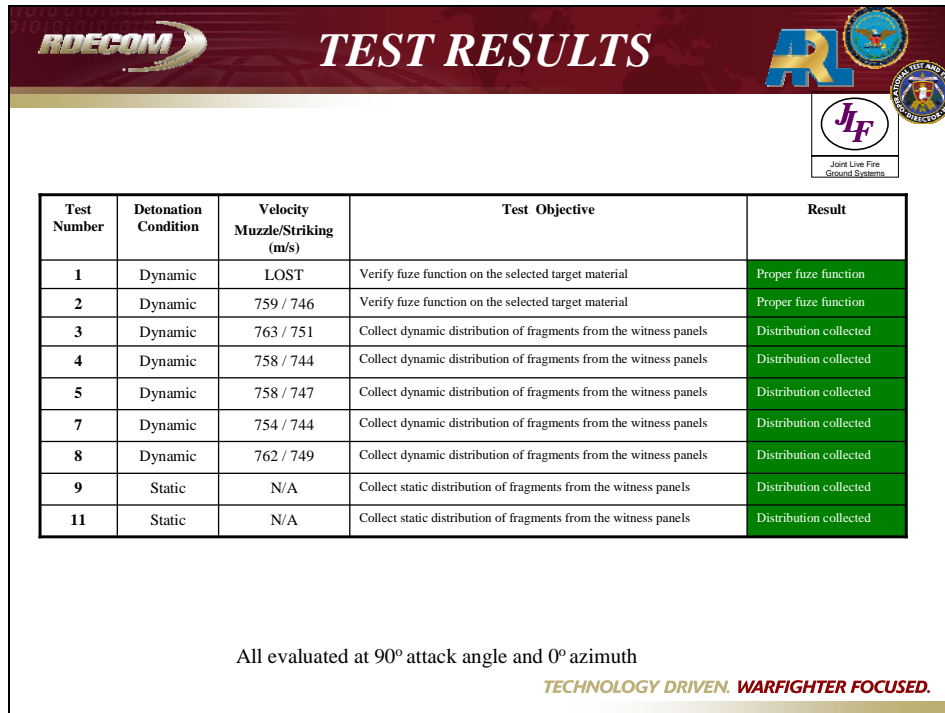 RDECOM
TEST RESULTS
ARL
JLF
Joint Live Fire
Ground Systems
Test Number Detonation Condition Velocity Muzzle/Striking (m/s) Test Objective Result
1 Dynamic LOST Verify fuze function on the selected target material Proper fuze function
2 Dynamic 759 / 746 Verify fuze function on the selected target material Proper fuze function
3 Dynamic 763 / 751 Collect dynamic distribution of fragments from the witness panels Distribution collected
4 Dynamic 758 / 744 Collect dynamic distribution of fragments from the witness panels Distribution collected
5 Dynamic 758 / 747 Collect dynamic distribution of fragments from the witness panels Distribution collected
7 Dynamic 754 / 744 Collect dynamic distribution of fragments from the witness panels Distribution collected
8 Dynamic 762 / 749 Collect dynamic distribution of fragments from the witness panels Distribution collected
9 Static N/A Collect static distribution of fragments from the witness panels Distribution collected
11 Static N/A Collect static distribution of fragments from the witness panels Distribution collected
All evaluated at 90º attack angle and 0º azimuth
TECHNOLOGY DRIVEN. WARFIGHTER FOCUSED.